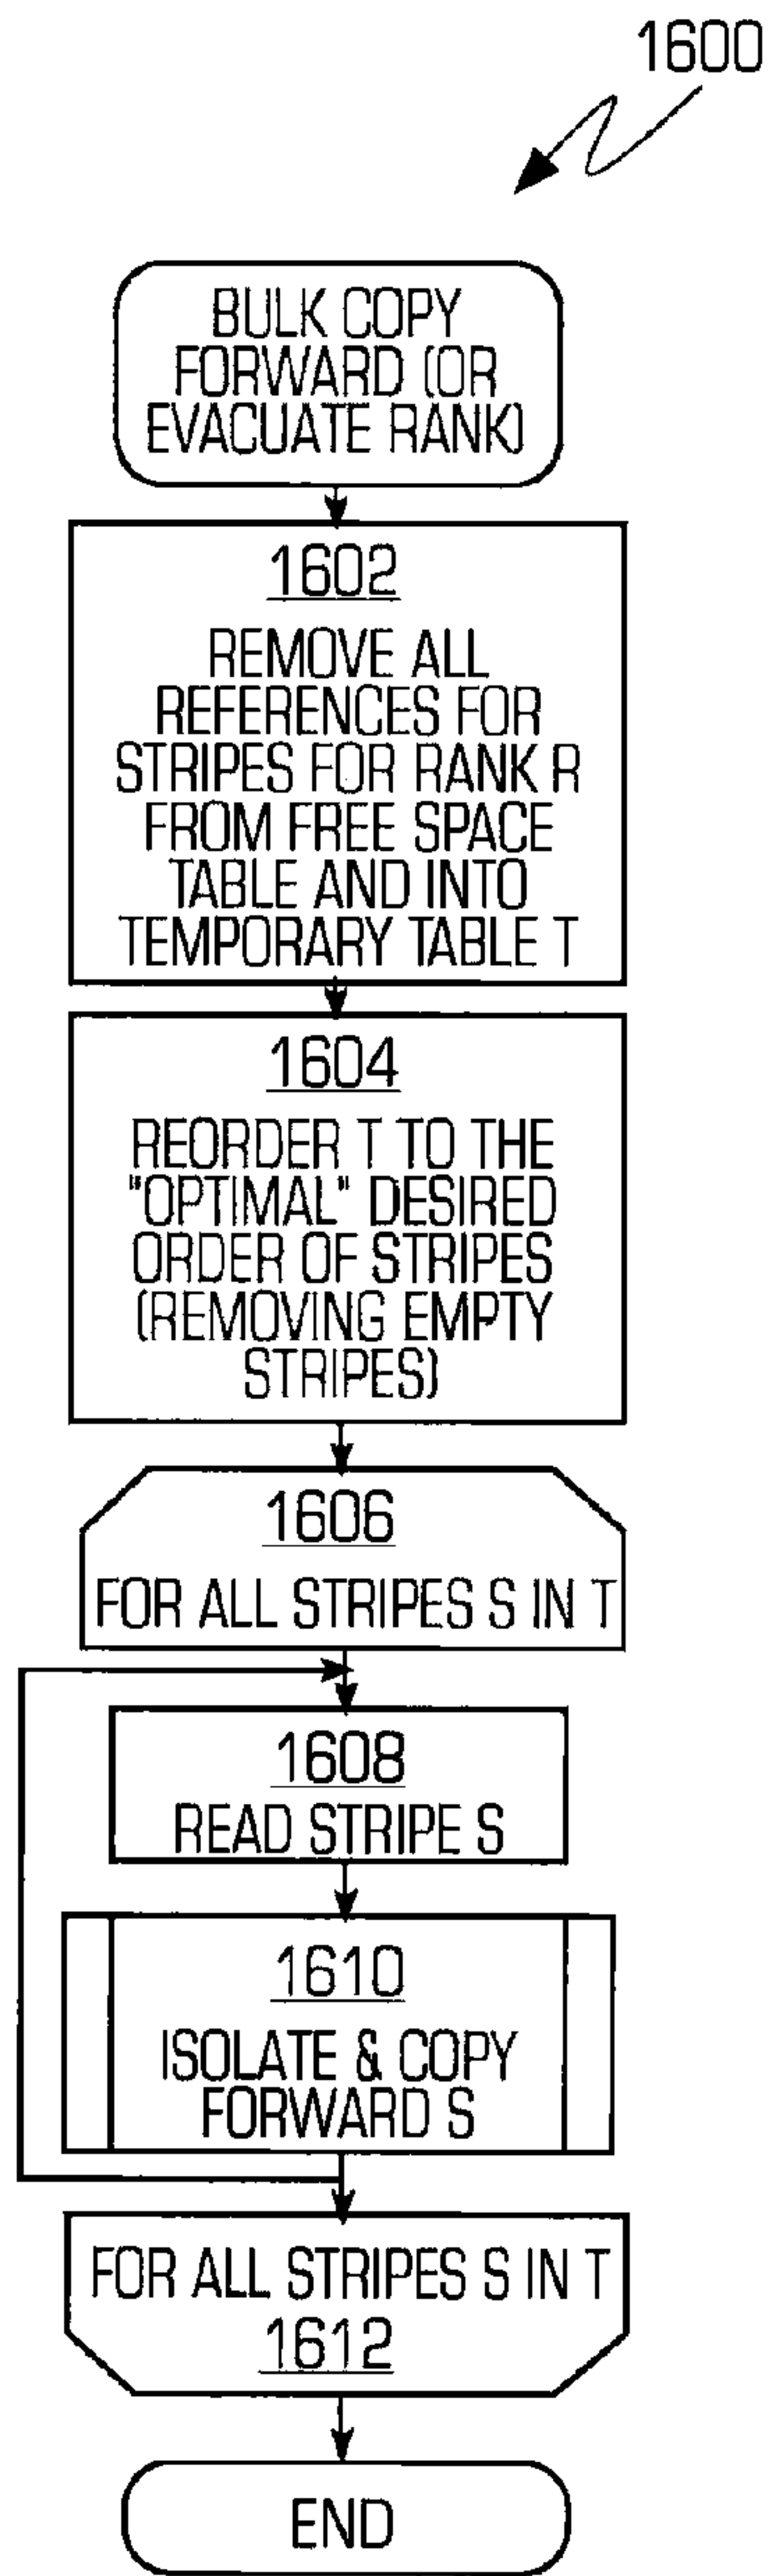 1600
BULK COPY
FORWARD (OR
EVACUATE RANK)
1602
REMOVE ALL
REFERENCES FOR
STRIPES FOR RANK R
FROM FREE SPACE
TABLE AND INTO
TEMPORARY TABLE T
1604
REORDER T TO THE
"OPTIMAL" DESIRED
ORDER OF STRIPES
(REMOVING EMPTY
STRIPES)
1606
FOR ALL STRIPES S IN T
1608
READ STRIPE S
1610
ISOLATE & COPY
FORWARD S
FOR ALL STRIPES S IN T
1612
END